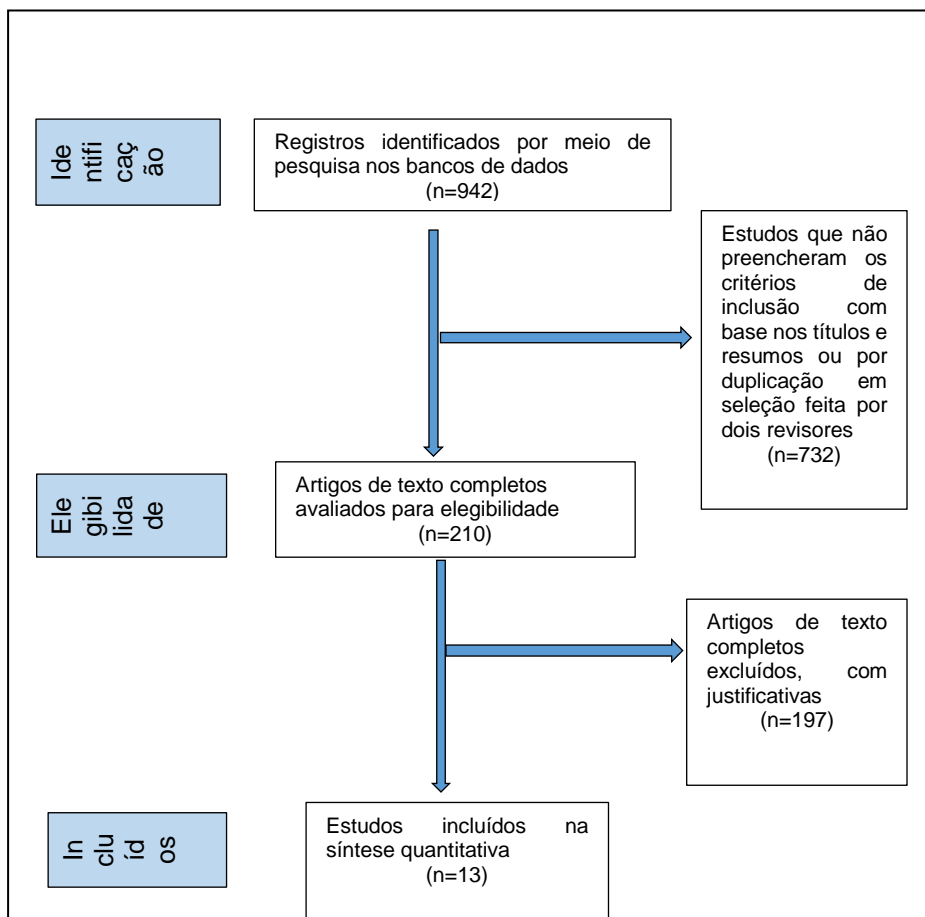 Ide
ntifi
caç
ão
Registros identificados por meio de
pesquisa nos bancos de dados
(n=942)
Estudos que não
preencheram os
critérios de
inclusão com
base nos títulos e
resumos ou por
duplicação em
seleção feita por
dois revisores
(n=732)
Ele
gibi
lida
de
Artigos de texto completos
avaliados para elegibilidade
(n=210)
Artigos de texto
completos
excluídos, com
justificativas
(n=197)
In
clu
íd
os
Estudos incluídos na
síntese quantitativa
(n=13)